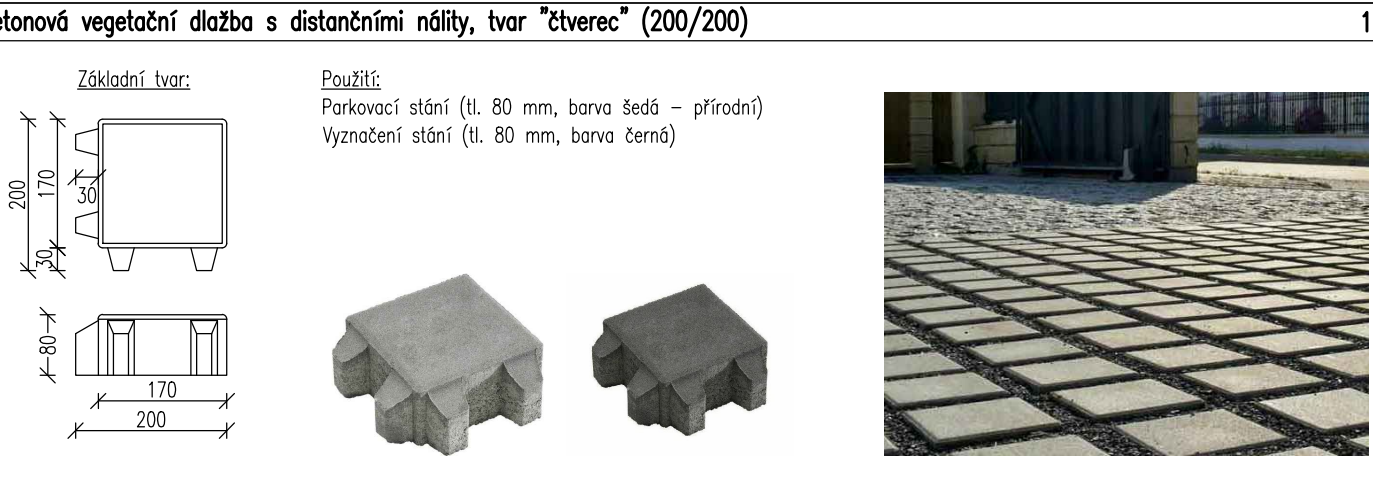 etonová vegetační dlažba s distančními nálity, tvar "čtverec" (200/200) 1
Základní tvar:
Použití:
Parkovací stání (tl. 80 mm, barva šedá – přírodní)
Vyznačení stání (tl. 80 mm, barva černá)
200
170
30
30
80
170
200